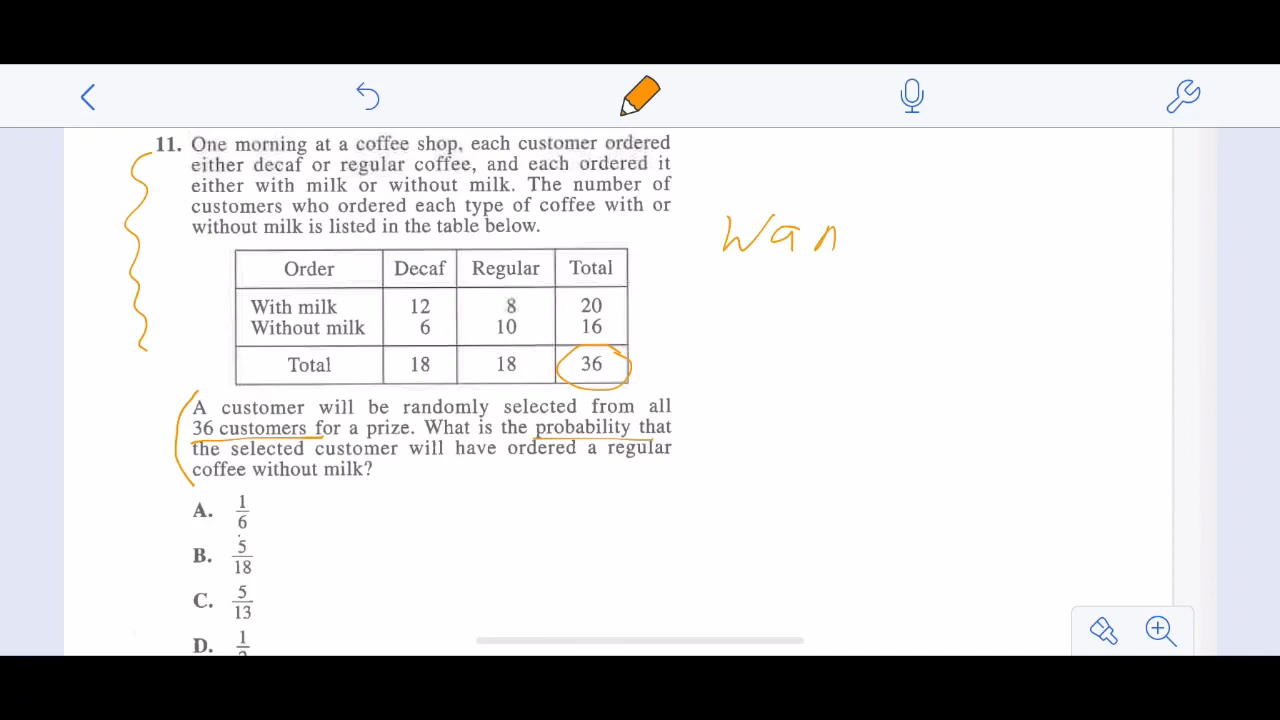 11. One morning at a coffee shop, each customer ordered
either decaf or regular coffee, and each ordered it
either with milk or without milk. The number of
customers who ordered each type of coffee with or
without milk is listed in the table below.
Wan
Order Decaf Regular Total
With milk 12 8 20
Without milk 6 10 16
Total 18 18 36
A customer will be randomly selected from all
36 customers for a prize. What is the probability that
the selected customer will have ordered a regular
coffee without milk?
A. 1/6
B. 5/18
C. 5/13
D. 1/